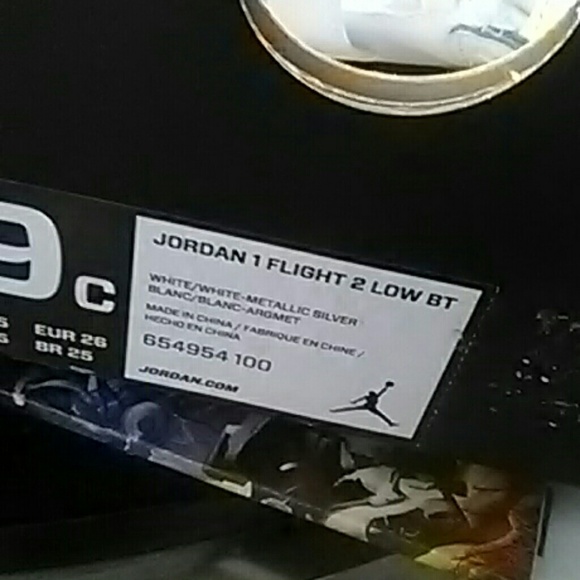 9c
EUR 26
BR 25
JORDAN 1 FLIGHT 2 LOW BT
WHITE/WHITE-METALLIC SILVER
BLANC/BLANC-ARGMET
MADE IN CHINA / FABRIQUE EN CHINE /
HECHO EN CHINA
654954 100
JORDAN.COM